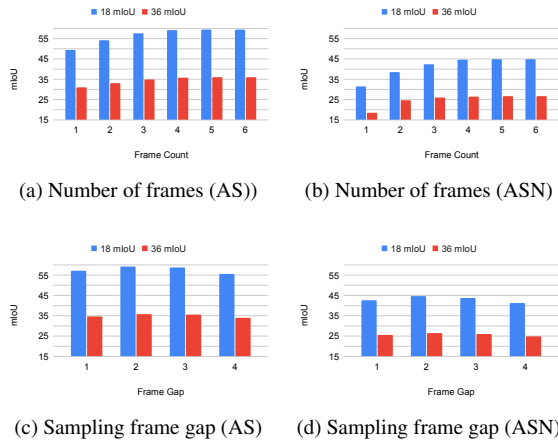 18 mIoU 36 mIoU
55
45
35
25
15
mIoU
1 2 3 4 5 6
Frame Count
(a) Number of frames (AS))
18 mIoU 36 mIoU
55
45
35
25
15
mIoU
1 2 3 4 5 6
Frame Count
(b) Number of frames (ASN)
18 mIoU 36 mIoU
55
45
35
25
15
mIoU
1 2 3 4
Frame Gap
(c) Sampling frame gap (AS)
18 mIoU 36 mIoU
55
45
35
25
15
mIoU
1 2 3 4
Frame Gap
(d) Sampling frame gap (ASN)